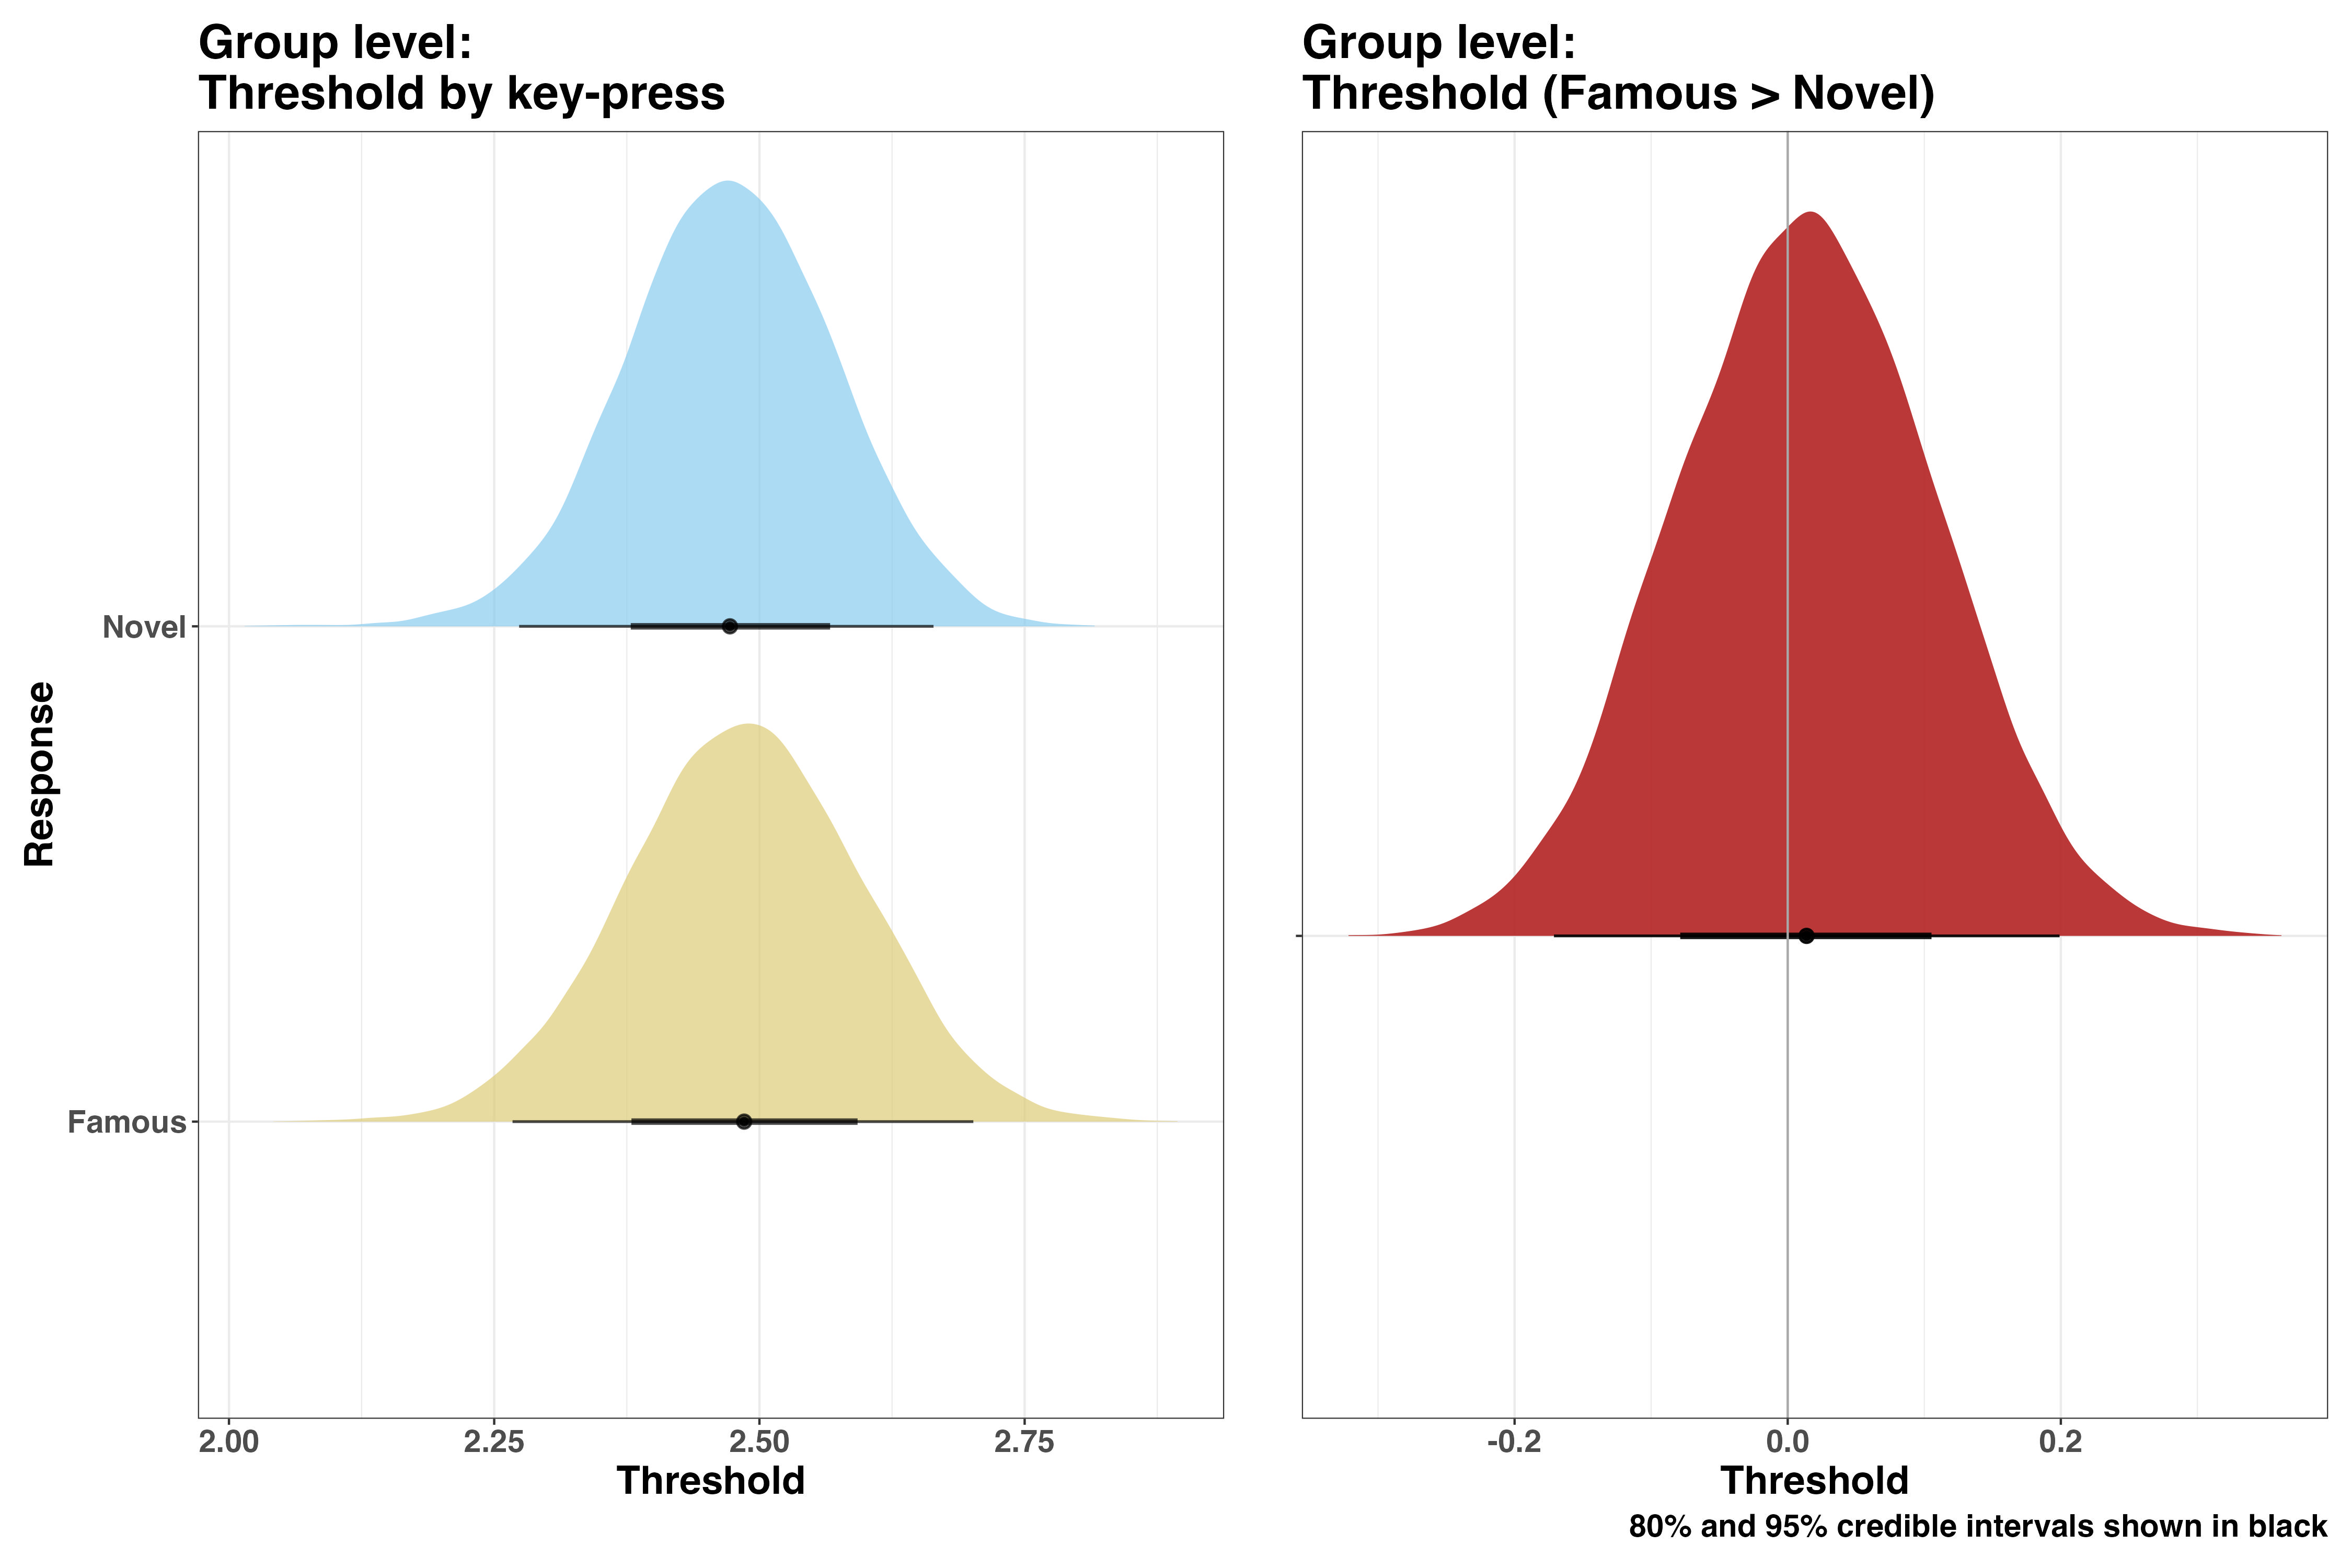 Group level:
Threshold by key-press
Response
Novel
Famous
2.00 2.25 2.50 2.75
Threshold
Group level:
Threshold (Famous > Novel)
-0.2 0.0 0.2
Threshold
80% and 95% credible intervals shown in black